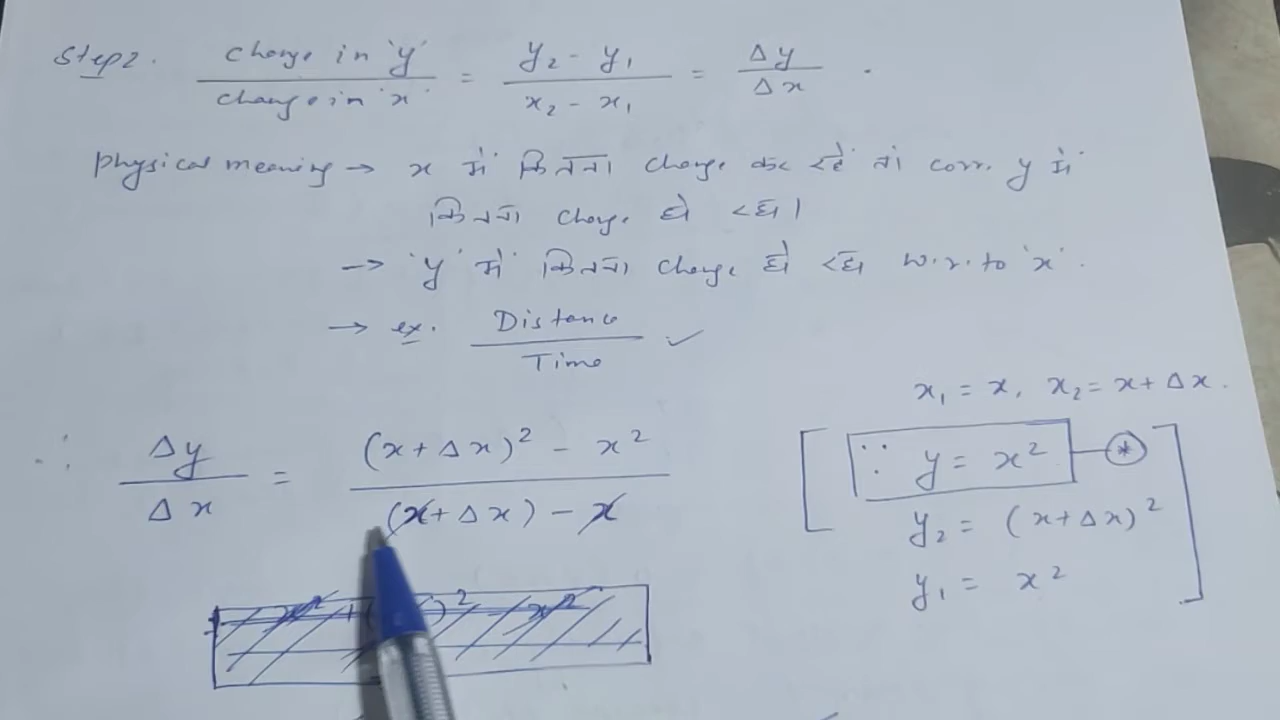 Step 2. change in 'y' / change in 'x' = y₂ - y₁ / x₂ - x₁ = Δy / Δx .
Physical meaning → x में कितना change कर रहे तो corr. y में
कितना change हो रहा।
→ 'y' में कितना change हो रहा w.r.to 'x'.
→ ex. Distance / Time ✓
x₁ = x, x₂ = x + Δx.
∴ Δy / Δx = (x + Δx)² - x² / (x + Δx) - x
[ ∵ y = x² —⊛ ]
y₂ = (x + Δx)²
y₁ = x²